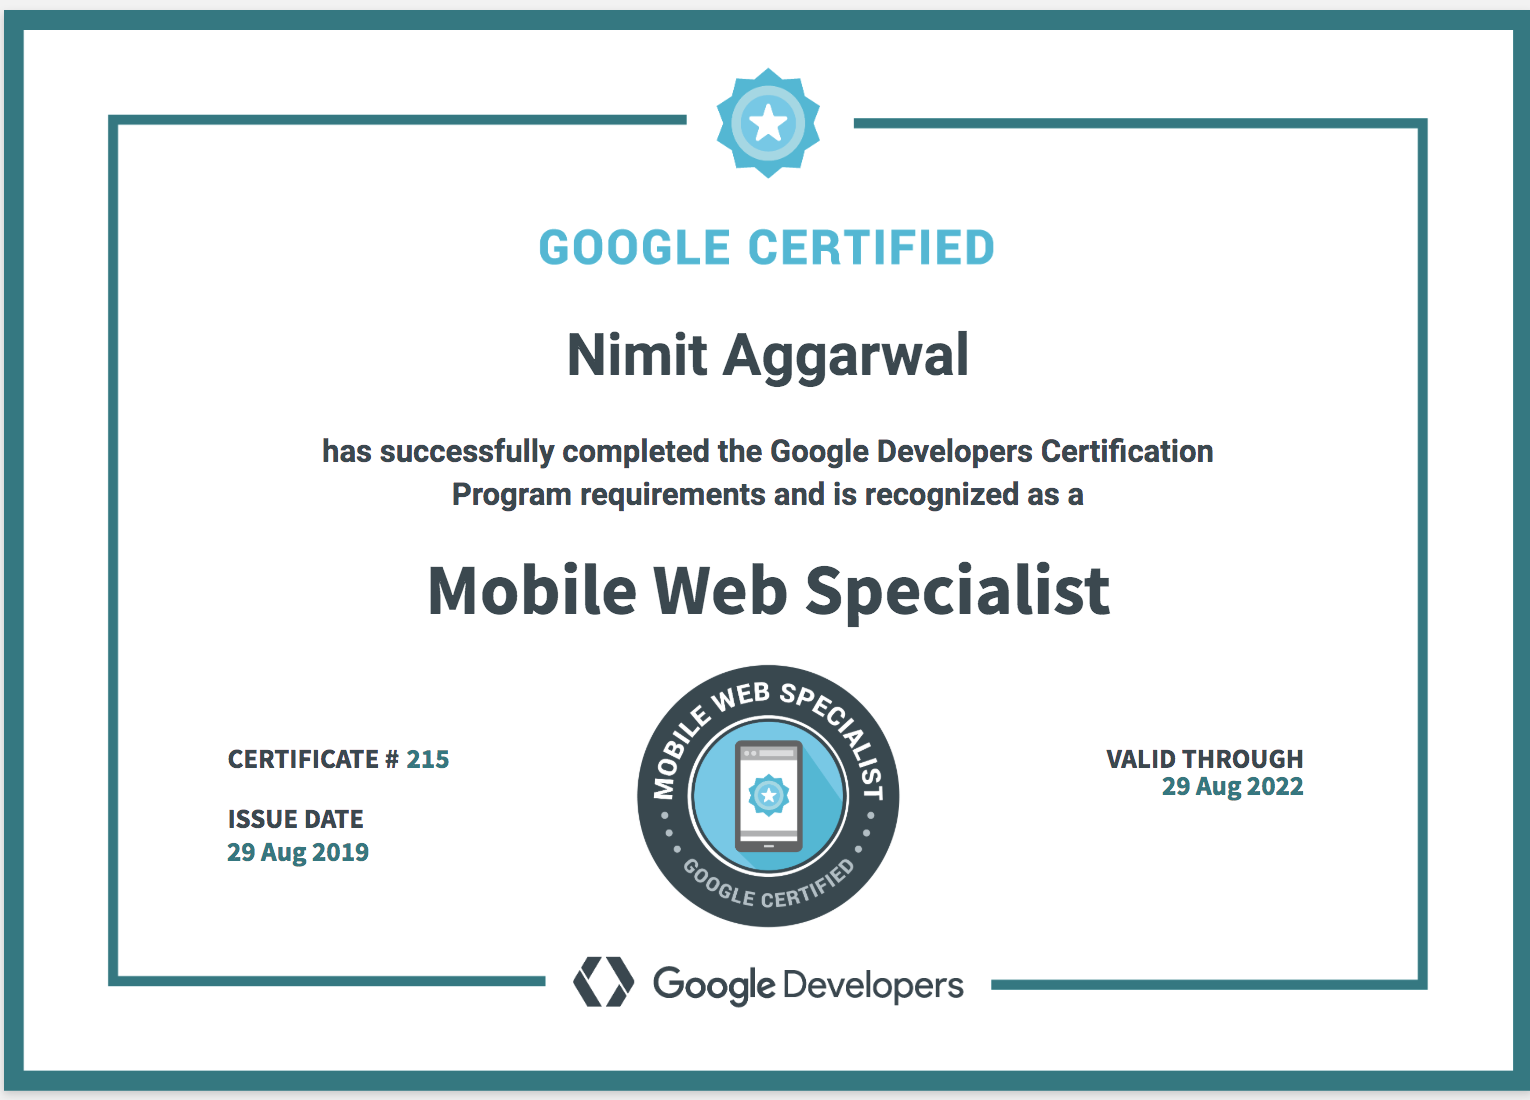 GOOGLE CERTIFIED
Nimit Aggarwal
has successfully completed the Google Developers Certification
Program requirements and is recognized as a
Mobile Web Specialist
CERTIFICATE # 215
ISSUE DATE
29 Aug 2019
MOBILE WEB SPECIALIST
GOOGLE CERTIFIED
VALID THROUGH
29 Aug 2022
Google Developers